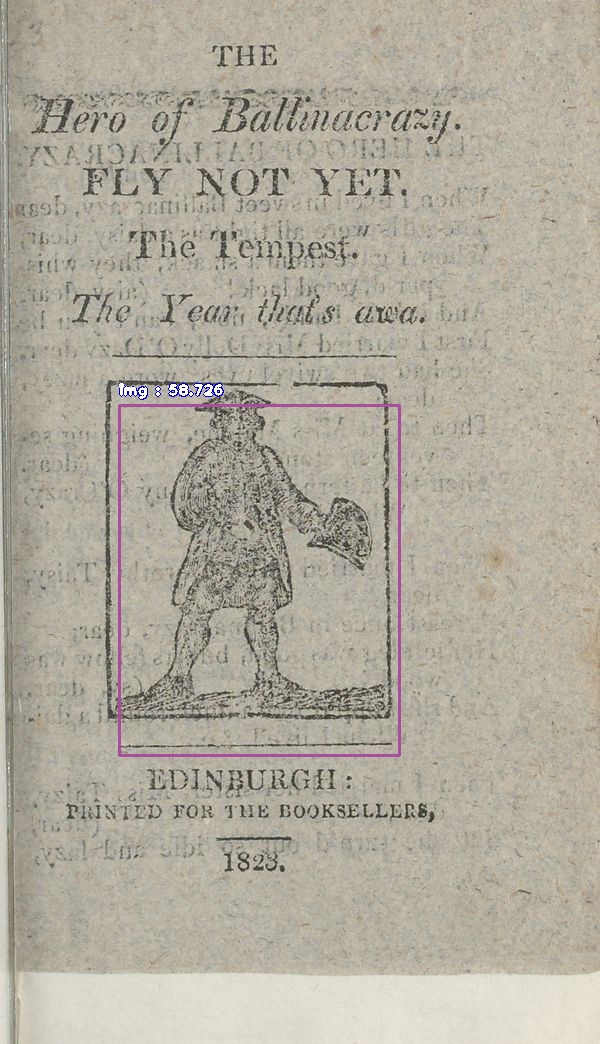 THE
Hero of Ballinacrazy.
FLY NOT YET.
The Tempest.
The Year that's awa.
img : 58.726
EDINBURGH:
PRINTED FOR THE BOOKSELLERS,
1823.